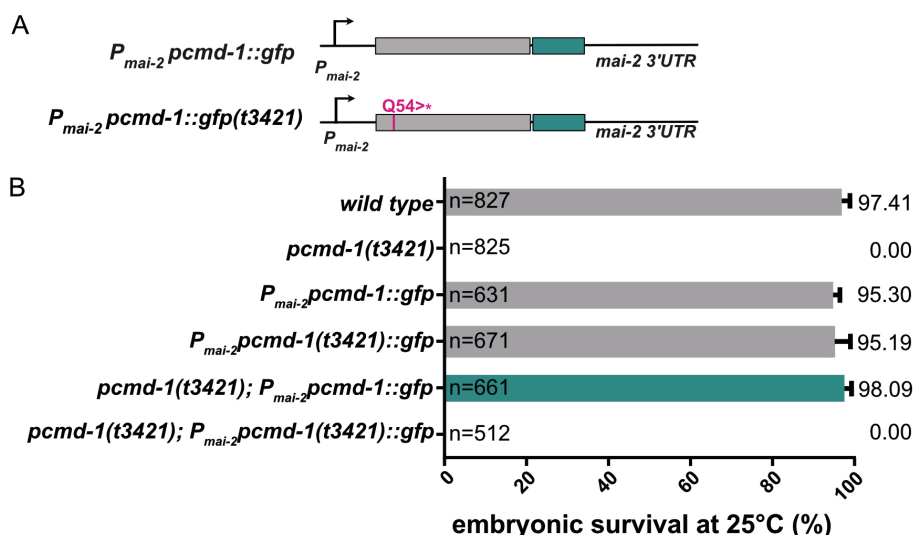 A
Pmai-2 pcmd-1::gfp
Pmai-2
mai-2 3'UTR
Pmai-2 pcmd-1::gfp(t3421)
Q54>*
Pmai-2
mai-2 3'UTR
B
wild type n=827 97.41
pcmd-1(t3421) n=825 0.00
Pmai-2pcmd-1::gfp n=631 95.30
Pmai-2pcmd-1(t3421)::gfp n=671 95.19
pcmd-1(t3421); Pmai-2pcmd-1::gfp n=661 98.09
pcmd-1(t3421); Pmai-2pcmd-1(t3421)::gfp n=512 0.00
0 20 40 60 80 100
embryonic survival at 25°C (%)